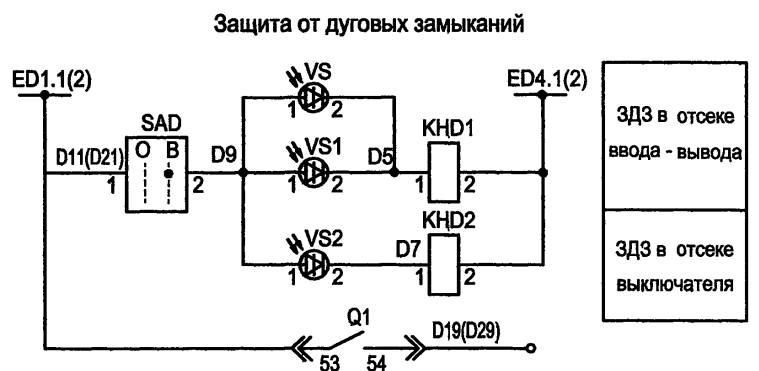 Защита от дуговых замыканий
ED1.1(2)
VS
ED4.1(2)
1 2
SAD
О В
D11(D21)
1 2
D9
VS1
1 2
D5
KHD1
1 2
VS2
1 2
D7
KHD2
1 2
Q1
53 54
D19(D29)
ЗДЗ в отсеке
ввода - вывода
ЗДЗ в отсеке
выключателя